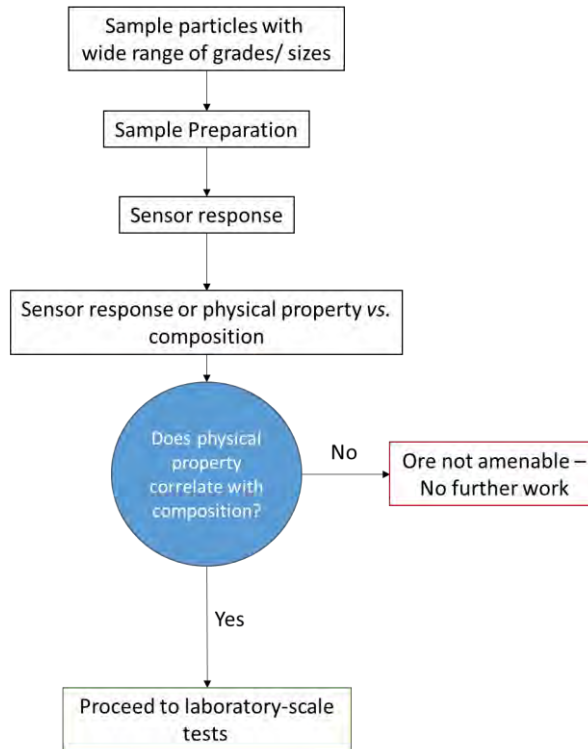 Sample particles with
wide range of grades/ sizes
Sample Preparation
Sensor response
Sensor response or physical property vs.
composition
Does physical
property
correlate with
composition?
No
Ore not amenable –
No further work
Yes
Proceed to laboratory-scale
tests